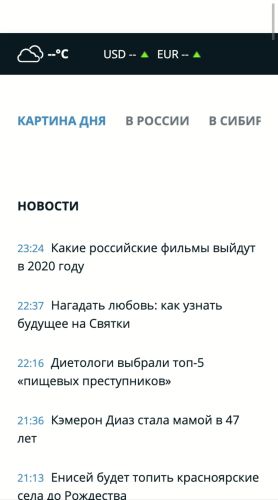 --°C USD -- EUR --
КАРТИНА ДНЯ В РОССИИ В СИБИР
НОВОСТИ
23:24 Какие российские фильмы выйдут
в 2020 году
22:37 Нагадать любовь: как узнать
будущее на Святки
22:16 Диетологи выбрали топ-5
«пищевых преступников»
21:36 Кэмерон Диаз стала мамой в 47
лет
21:13 Енисей будет топить красноярские
села до Рождества